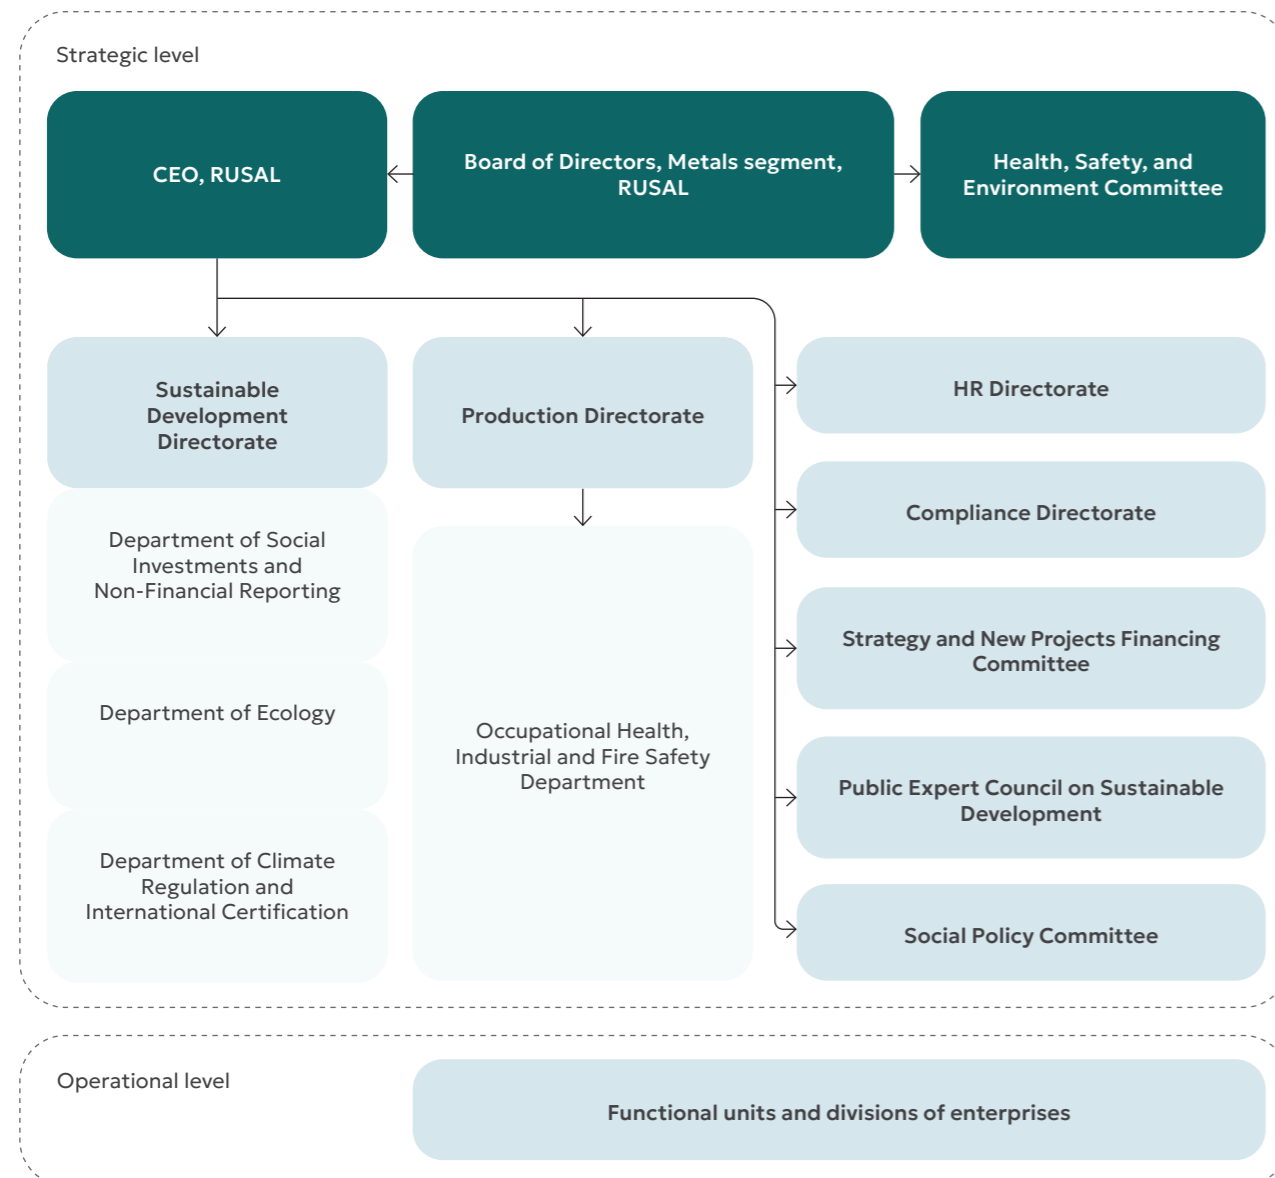 Strategic level
CEO, RUSAL
Board of Directors, Metals segment,
RUSAL
Health, Safety, and
Environment Committee
Sustainable
Development
Directorate
Department of Social
Investments and
Non-Financial Reporting
Department of Ecology
Department of Climate
Regulation and
International Certification
Production Directorate
Occupational Health,
Industrial and Fire Safety
Department
HR Directorate
Compliance Directorate
Strategy and New Projects Financing
Committee
Public Expert Council on Sustainable
Development
Social Policy Committee
Operational level
Functional units and divisions of enterprises